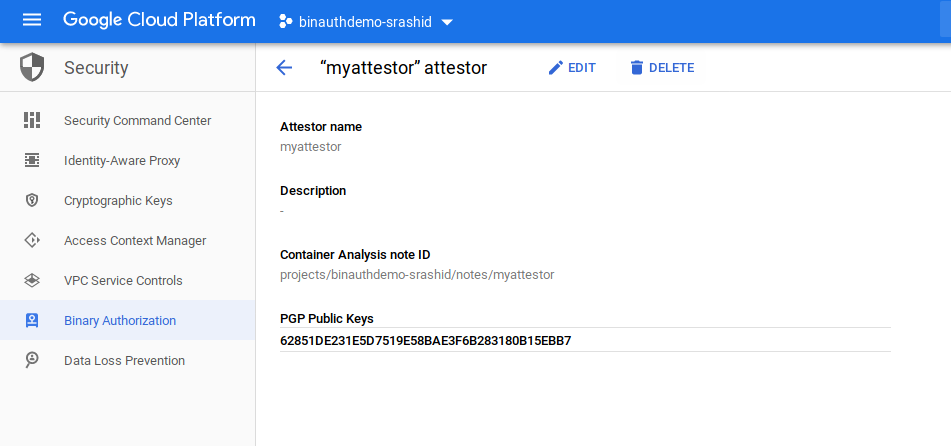 Google Cloud Platform
binauthdemo-srashid
Security
“myattestor” attestor
EDIT
DELETE
Security Command Center
Identity-Aware Proxy
Cryptographic Keys
Access Context Manager
VPC Service Controls
Binary Authorization
Data Loss Prevention
Attestor name
myattestor
Description
-
Container Analysis note ID
projects/binauthdemo-srashid/notes/myattestor
PGP Public Keys
62851DE231E5D7519E58BAE3F6B283180B15EBB7